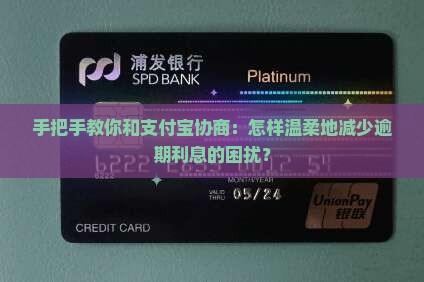 浦发银行
SPD BANK
Platinum
手把手教你和支付宝协商：怎样温柔地减少逾
期利息的困扰？
MONTH/YEAR
VALID
THRU
05/24
CREDIT CARD
UnionPay
银联